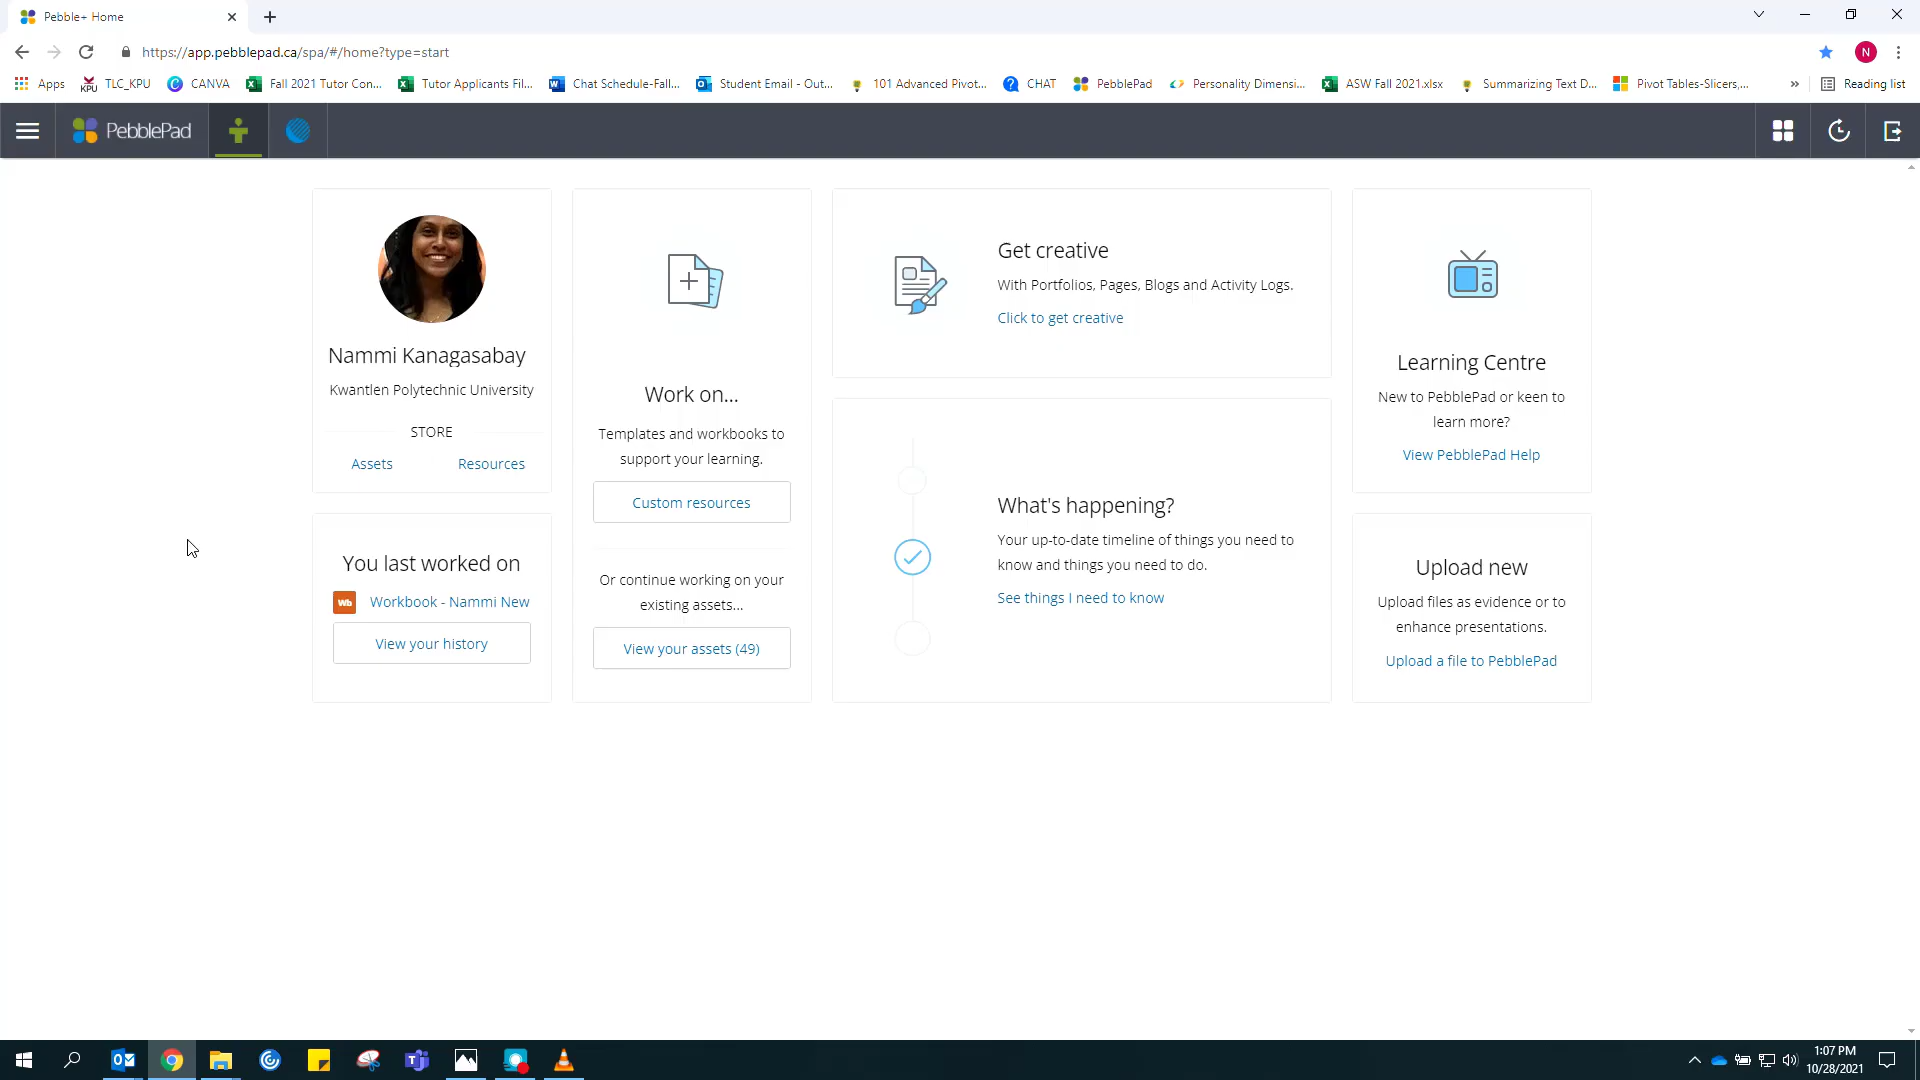 Pebble+ Home
https://app.pebblepad.ca/spa/#/home?type=start
N
Apps
KPU
TLC_KPU
CANVA
Fall 2021 Tutor Con...
Tutor Applicants Fil...
Chat Schedule-Fall...
Student Email - Out...
101 Advanced Pivot...
CHAT
PebblePad
Personality Dimensi...
ASW Fall 2021.xlsx
Summarizing Text D...
Pivot Tables-Slicers,...
»
Reading list
PebblePad
Nammi Kanagasabay
Kwantlen Polytechnic University
STORE
Assets
Resources
You last worked on
Wb
Workbook - Nammi New
View your history
Work on...
Templates and workbooks to
support your learning.
Custom resources
Or continue working on your
existing assets...
View your assets (49)
Get creative
With Portfolios, Pages, Blogs and Activity Logs.
Click to get creative
What's happening?
Your up-to-date timeline of things you need to
know and things you need to do.
See things I need to know
Learning Centre
New to PebblePad or keen to
learn more?
View PebblePad Help
Upload new
Upload files as evidence or to
enhance presentations.
Upload a file to PebblePad
1:07 PM
10/28/2021